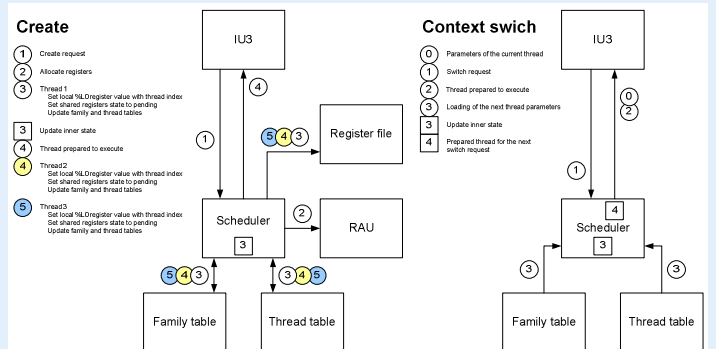 Create
1 Create request
2 Allocate registers
3 Thread 1
Set local %L0register value with thread index
Set shared registers state to pending
Update family and thread tables
3 Update inner state
4 Thread prepared to execute
4 Thread2
Set local %L0register value with thread index
Set shared registers state to pending
Update family and thread tables
5 Thread3
Set local %L0register value with thread index
Set shared registers state to pending
Update family and thread tables
IU3
4
1
5 4 3
Register file
Scheduler
3
2
RAU
5 4 3
3 4 5
Family table
Thread table
Context swich
0 Parameters of the current thread
1 Switch request
2 Thread prepared to execute
3 Loading of the next thread parameters
3 Update inner state
4 Prepared thread for the next
switch request
IU3
0
2
1
4
Scheduler
3
3
3
Family table
Thread table